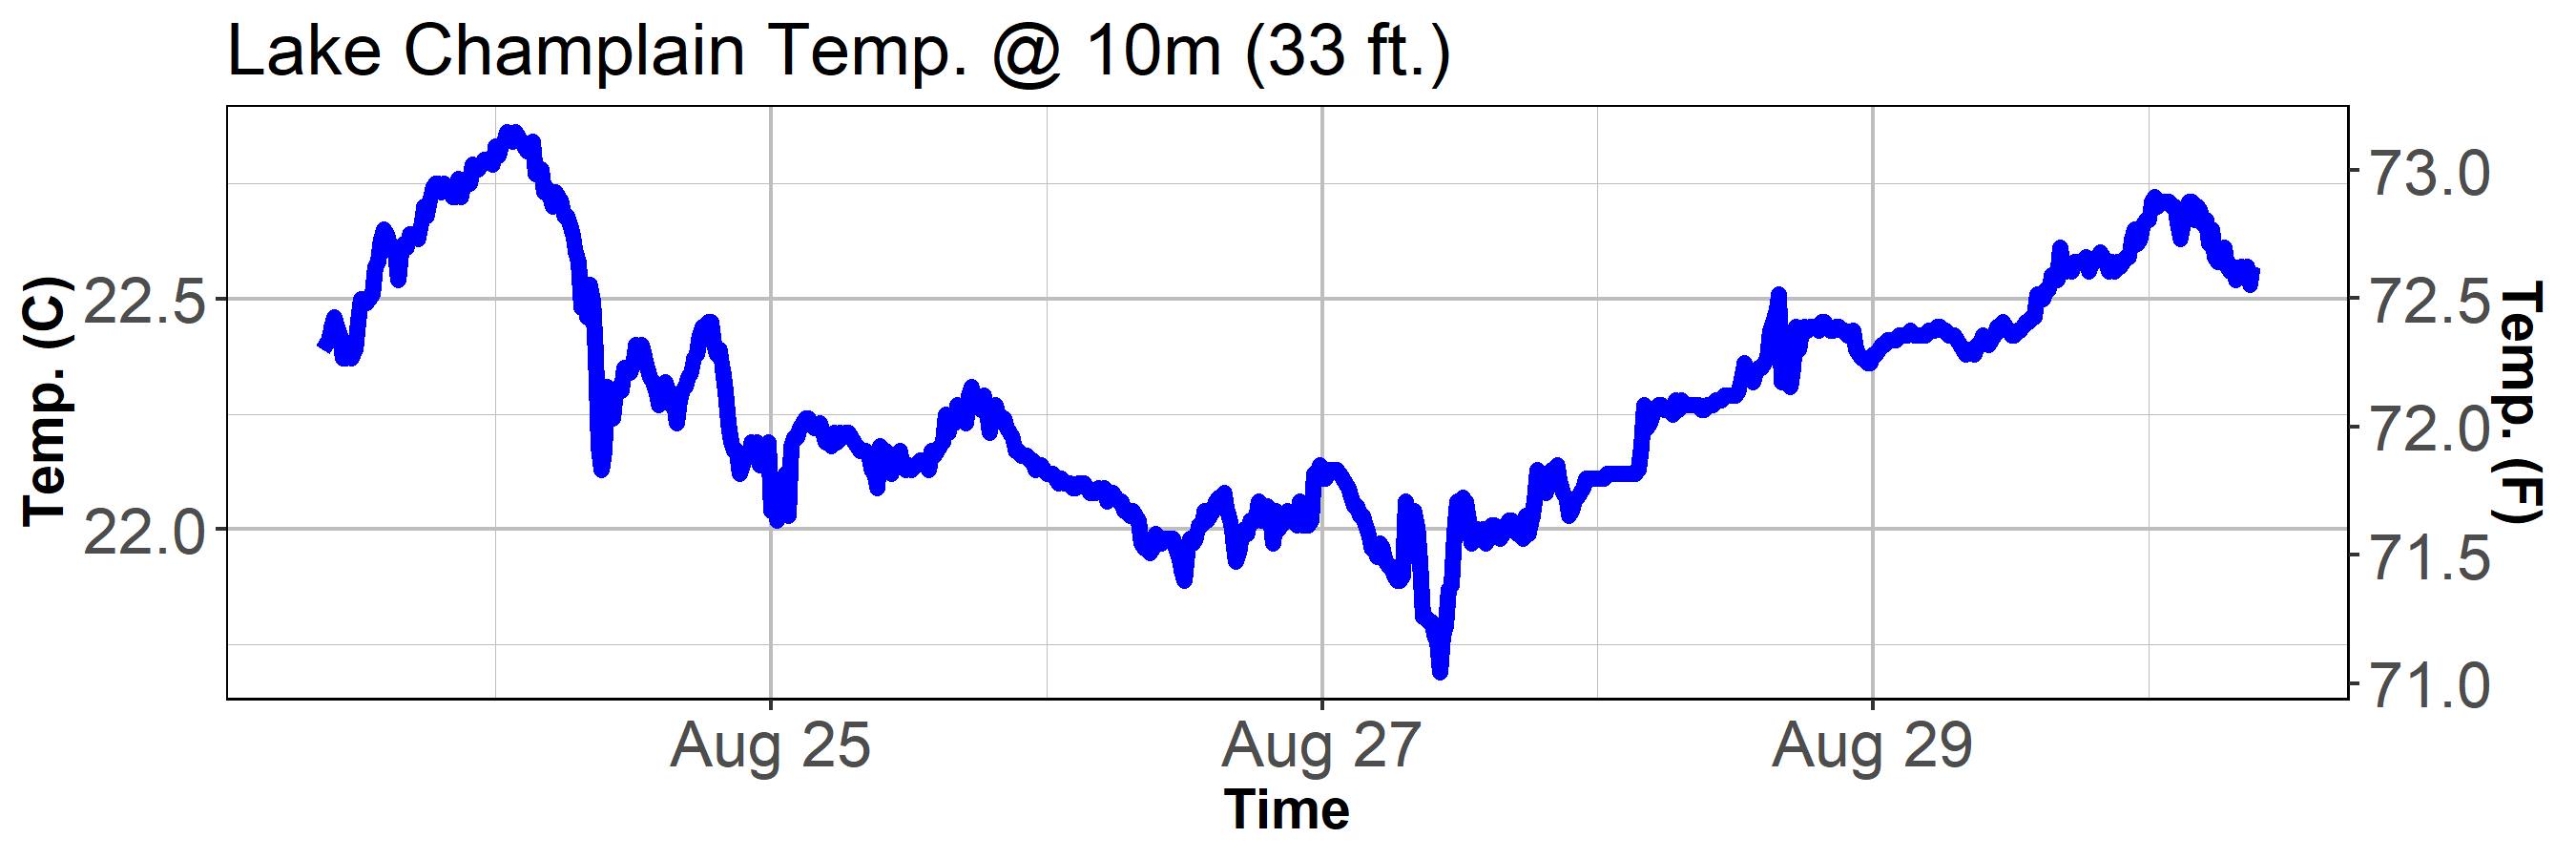 Lake Champlain Temp. @ 10m (33 ft.)
Temp. (C)
22.5
22.0
73.0
72.5
72.0
71.5
71.0
Temp. (F)
Aug 25
Aug 27
Aug 29
Time